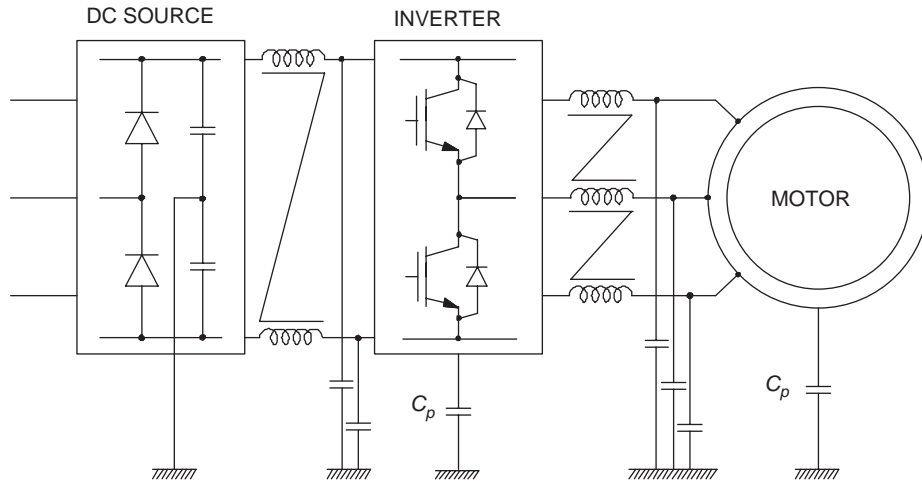 DC SOURCE
INVERTER
MOTOR
Cp
Cp